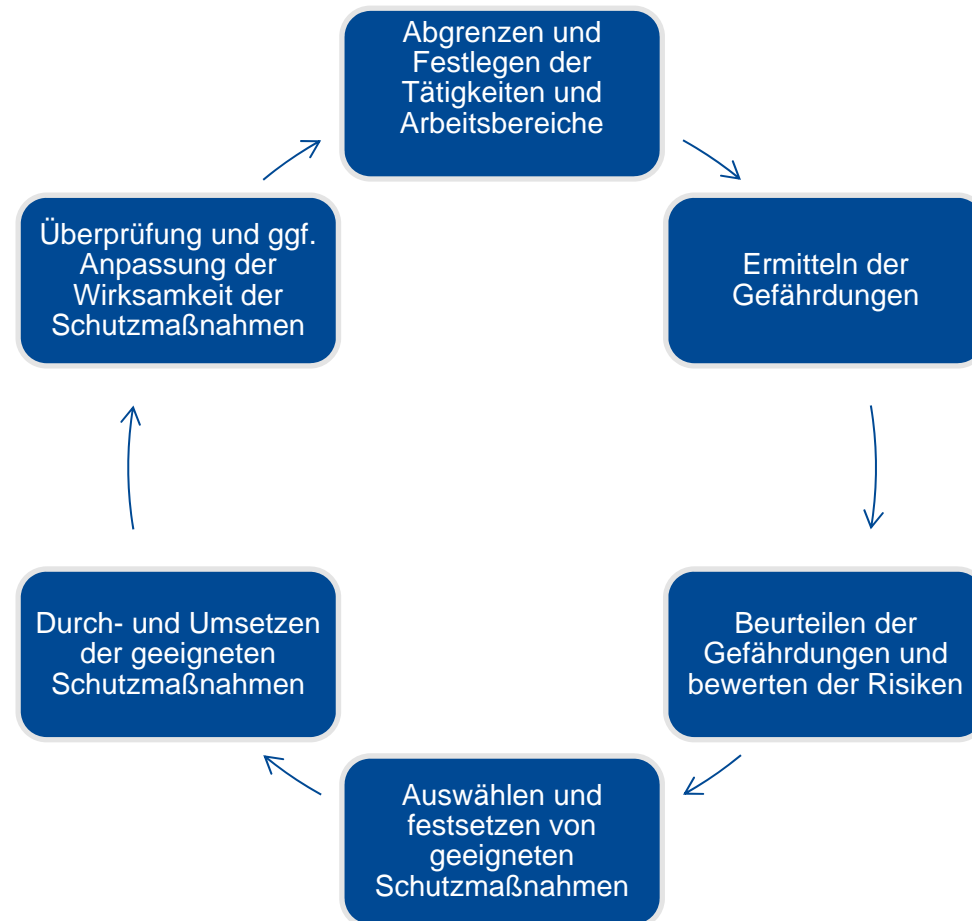 Abgrenzen und
Festlegen der
Tätigkeiten und
Arbeitsbereiche
Ermitteln der
Gefährdungen
Beurteilen der
Gefährdungen und
bewerten der Risiken
Auswählen und
festsetzen von
geeigneten
Schutzmaßnahmen
Durch- und Umsetzen
der geeigneten
Schutzmaßnahmen
Überprüfung und ggf.
Anpassung der
Wirksamkeit der
Schutzmaßnahmen